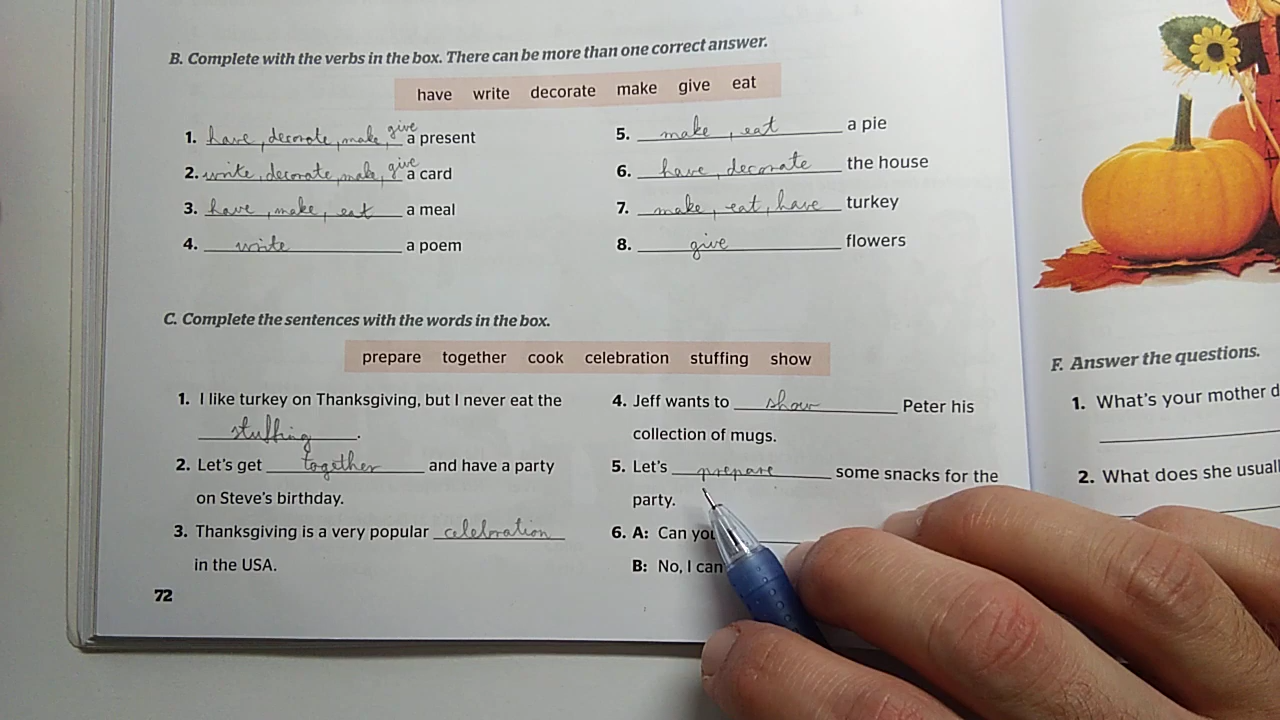 B. Complete with the verbs in the box. There can be more than one correct answer.
have write decorate make give eat
1. have, decorate, make, give a present
2. write, decorate, make, give a card
3. have, make, eat a meal
4. write a poem
5. make, eat a pie
6. have, decorate the house
7. make, eat, have turkey
8. give flowers
C. Complete the sentences with the words in the box.
prepare together cook celebration stuffing show
1. I like turkey on Thanksgiving, but I never eat the
stuffing.
2. Let's get together and have a party
on Steve's birthday.
3. Thanksgiving is a very popular celebration
in the USA.
4. Jeff wants to show Peter his
collection of mugs.
5. Let's prepare some snacks for the
party.
6. A: Can you
B: No, I can
72
F. Answer the questions.
1. What's your mother d
2. What does she usual